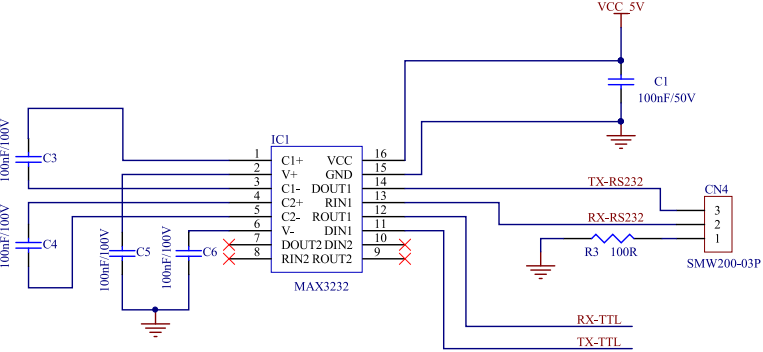 VCC_5V
C1
100nF/50V
IC1
1 C1+ VCC 16
2 V+ GND 15
3 C1- DOUT1 14
4 C2+ RIN1 13
5 C2- ROUT1 12
6 V- DIN1 11
7 DOUT2 DIN2 10
8 RIN2 ROUT2 9
MAX3232
100nF/100V
C3
100nF/100V
C4
100nF/100V
C5
100nF/100V
C6
TX-RS232
RX-RS232
CN4
3
2
1
SMW200-03P
R3 100R
RX-TTL
TX-TTL